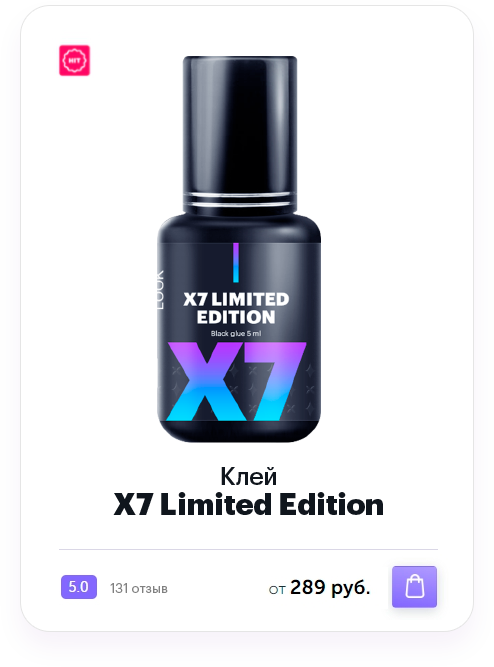 HIT
LOOK
X7 LIMITED
EDITION
Black glue 5 ml
X7
Клей
X7 Limited Edition
5.0
131 отзыв
от 289 руб.